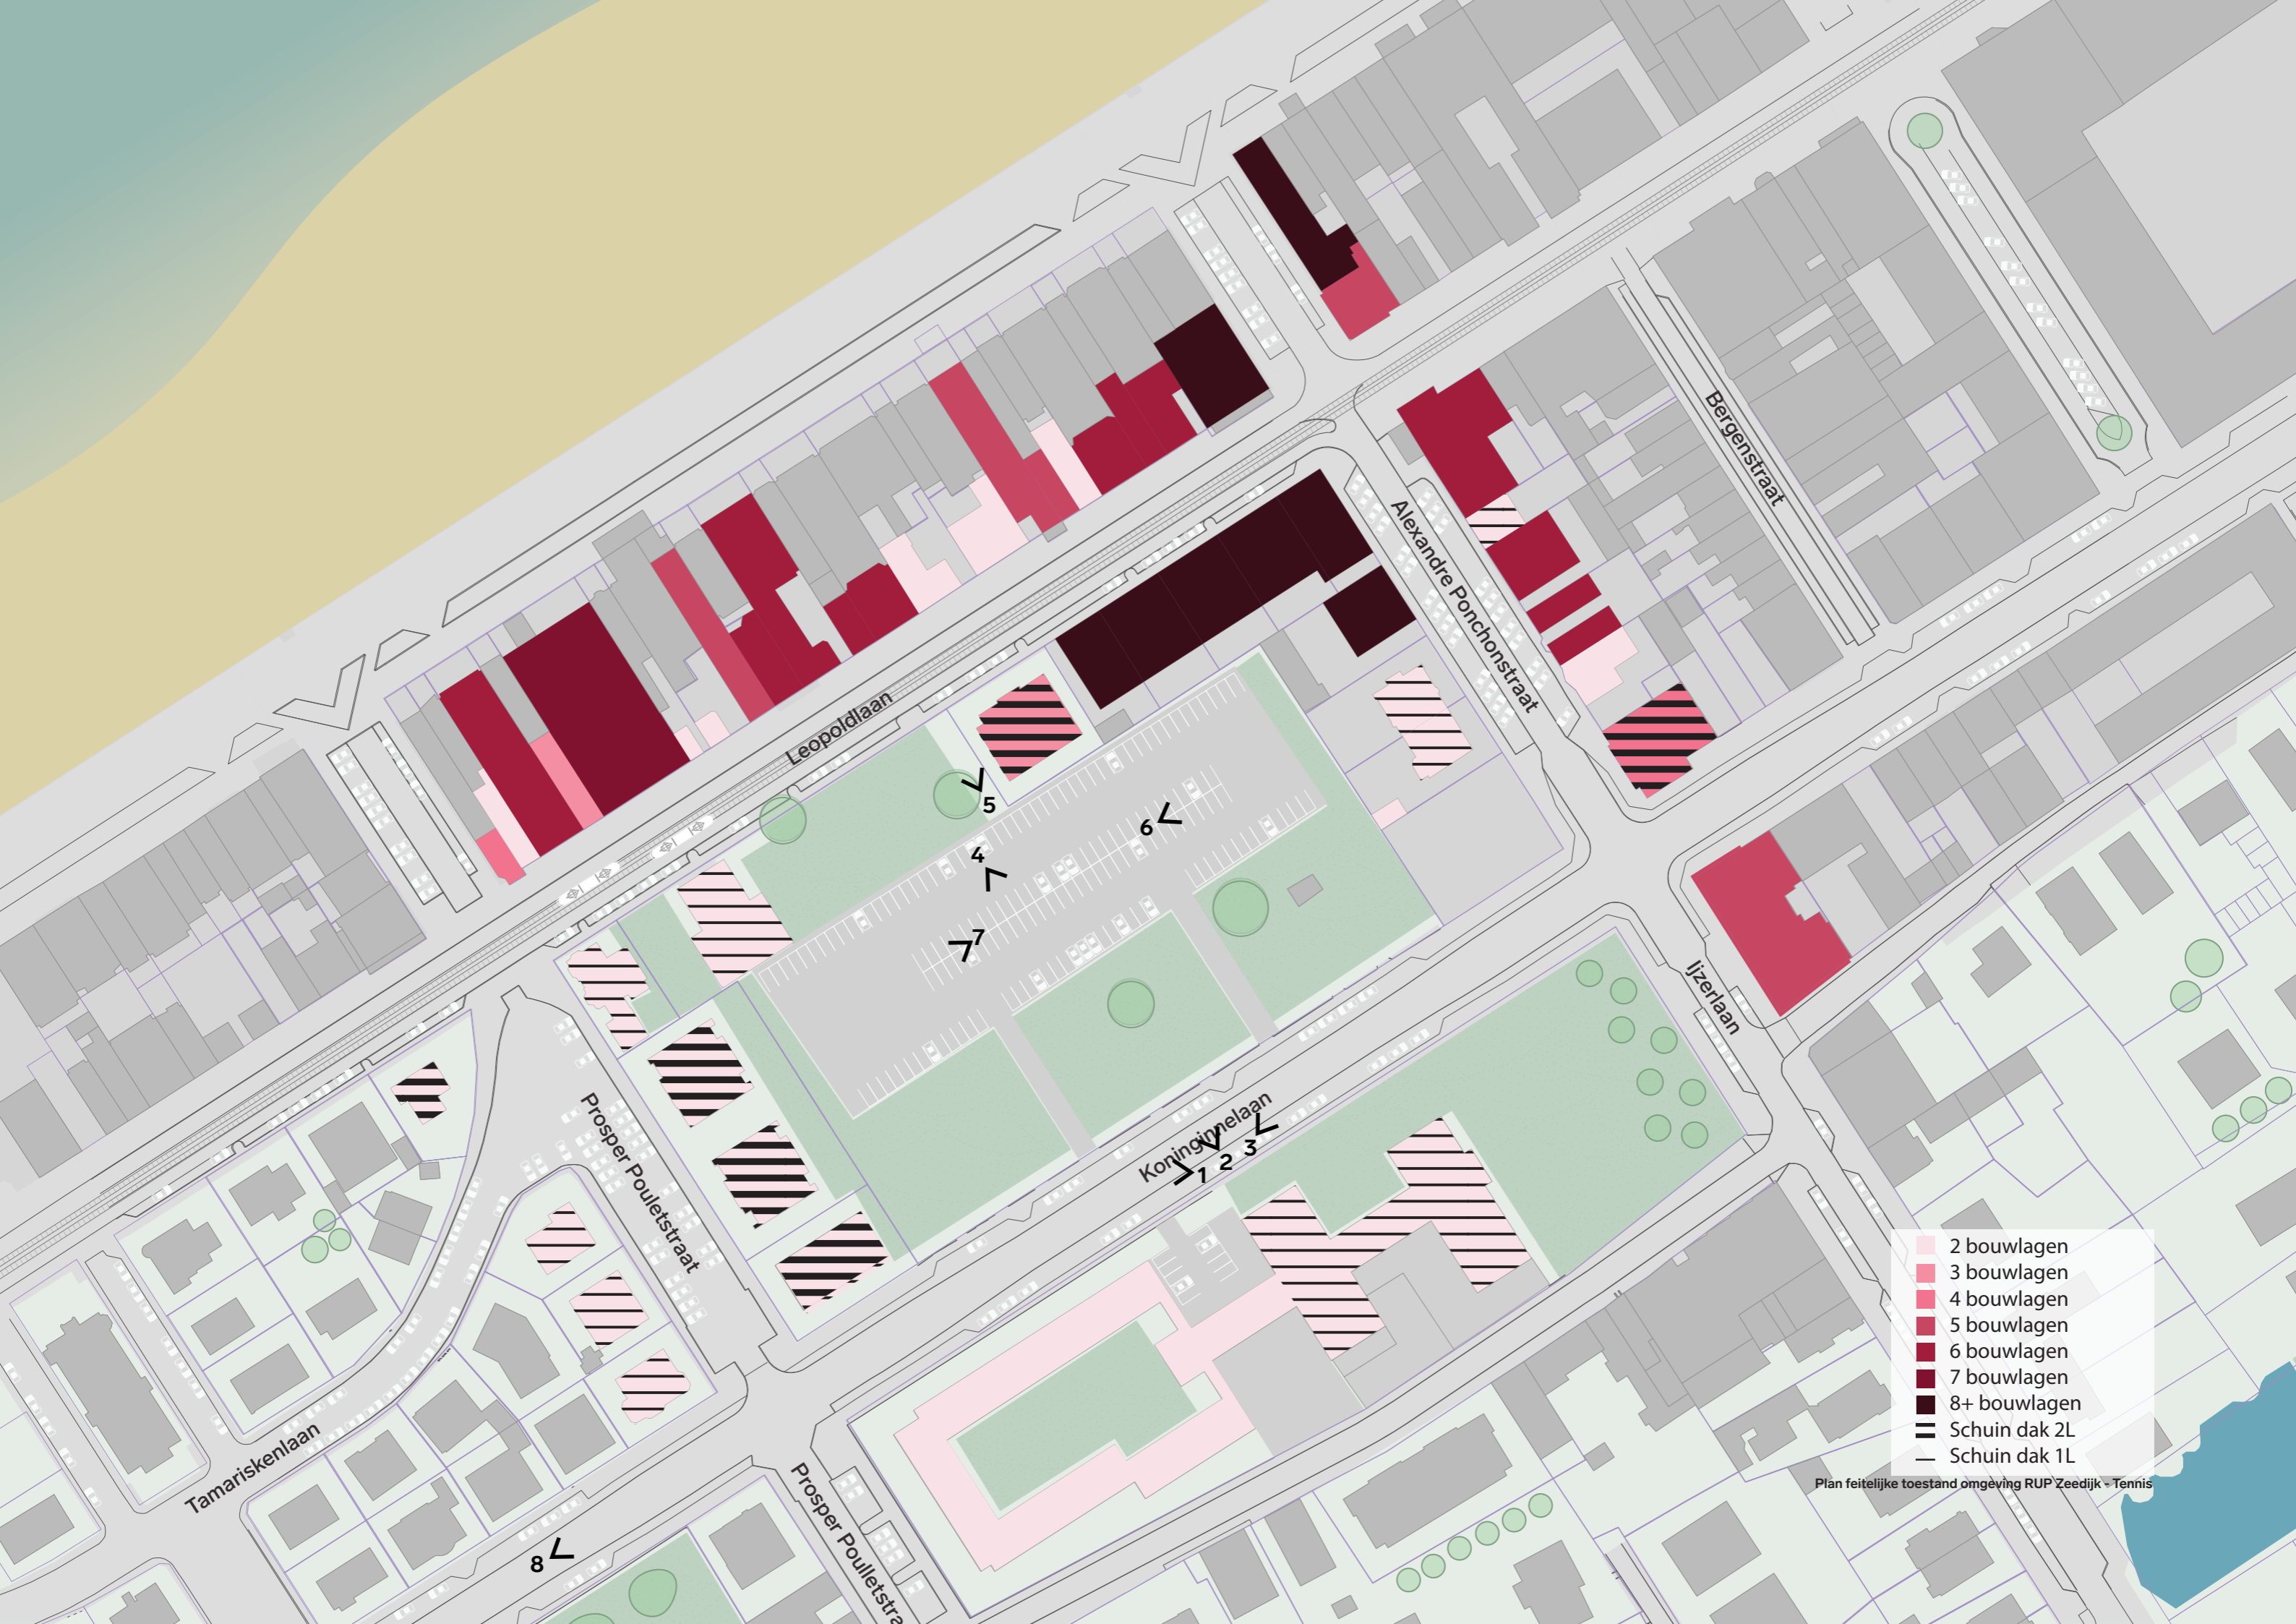 Bergenstraat
Alexandre Ponchonstraat
Leopoldlaan
5
6
4
7
Ijzerlaan
Prosper Pouletstraat
Koninginnelaan
3
2
1
Tamariskenlaan
Prosper Poulletstra
8
2 bouwlagen
3 bouwlagen
4 bouwlagen
5 bouwlagen
6 bouwlagen
7 bouwlagen
8+ bouwlagen
Schuin dak 2L
Schuin dak 1L
Plan feitelijke toestand omgeving RUP Zeedijk - Tennis